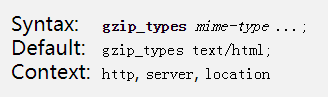 Syntax: gzip_types mime-type ...;
Default: gzip_types text/html;
Context: http, server, location